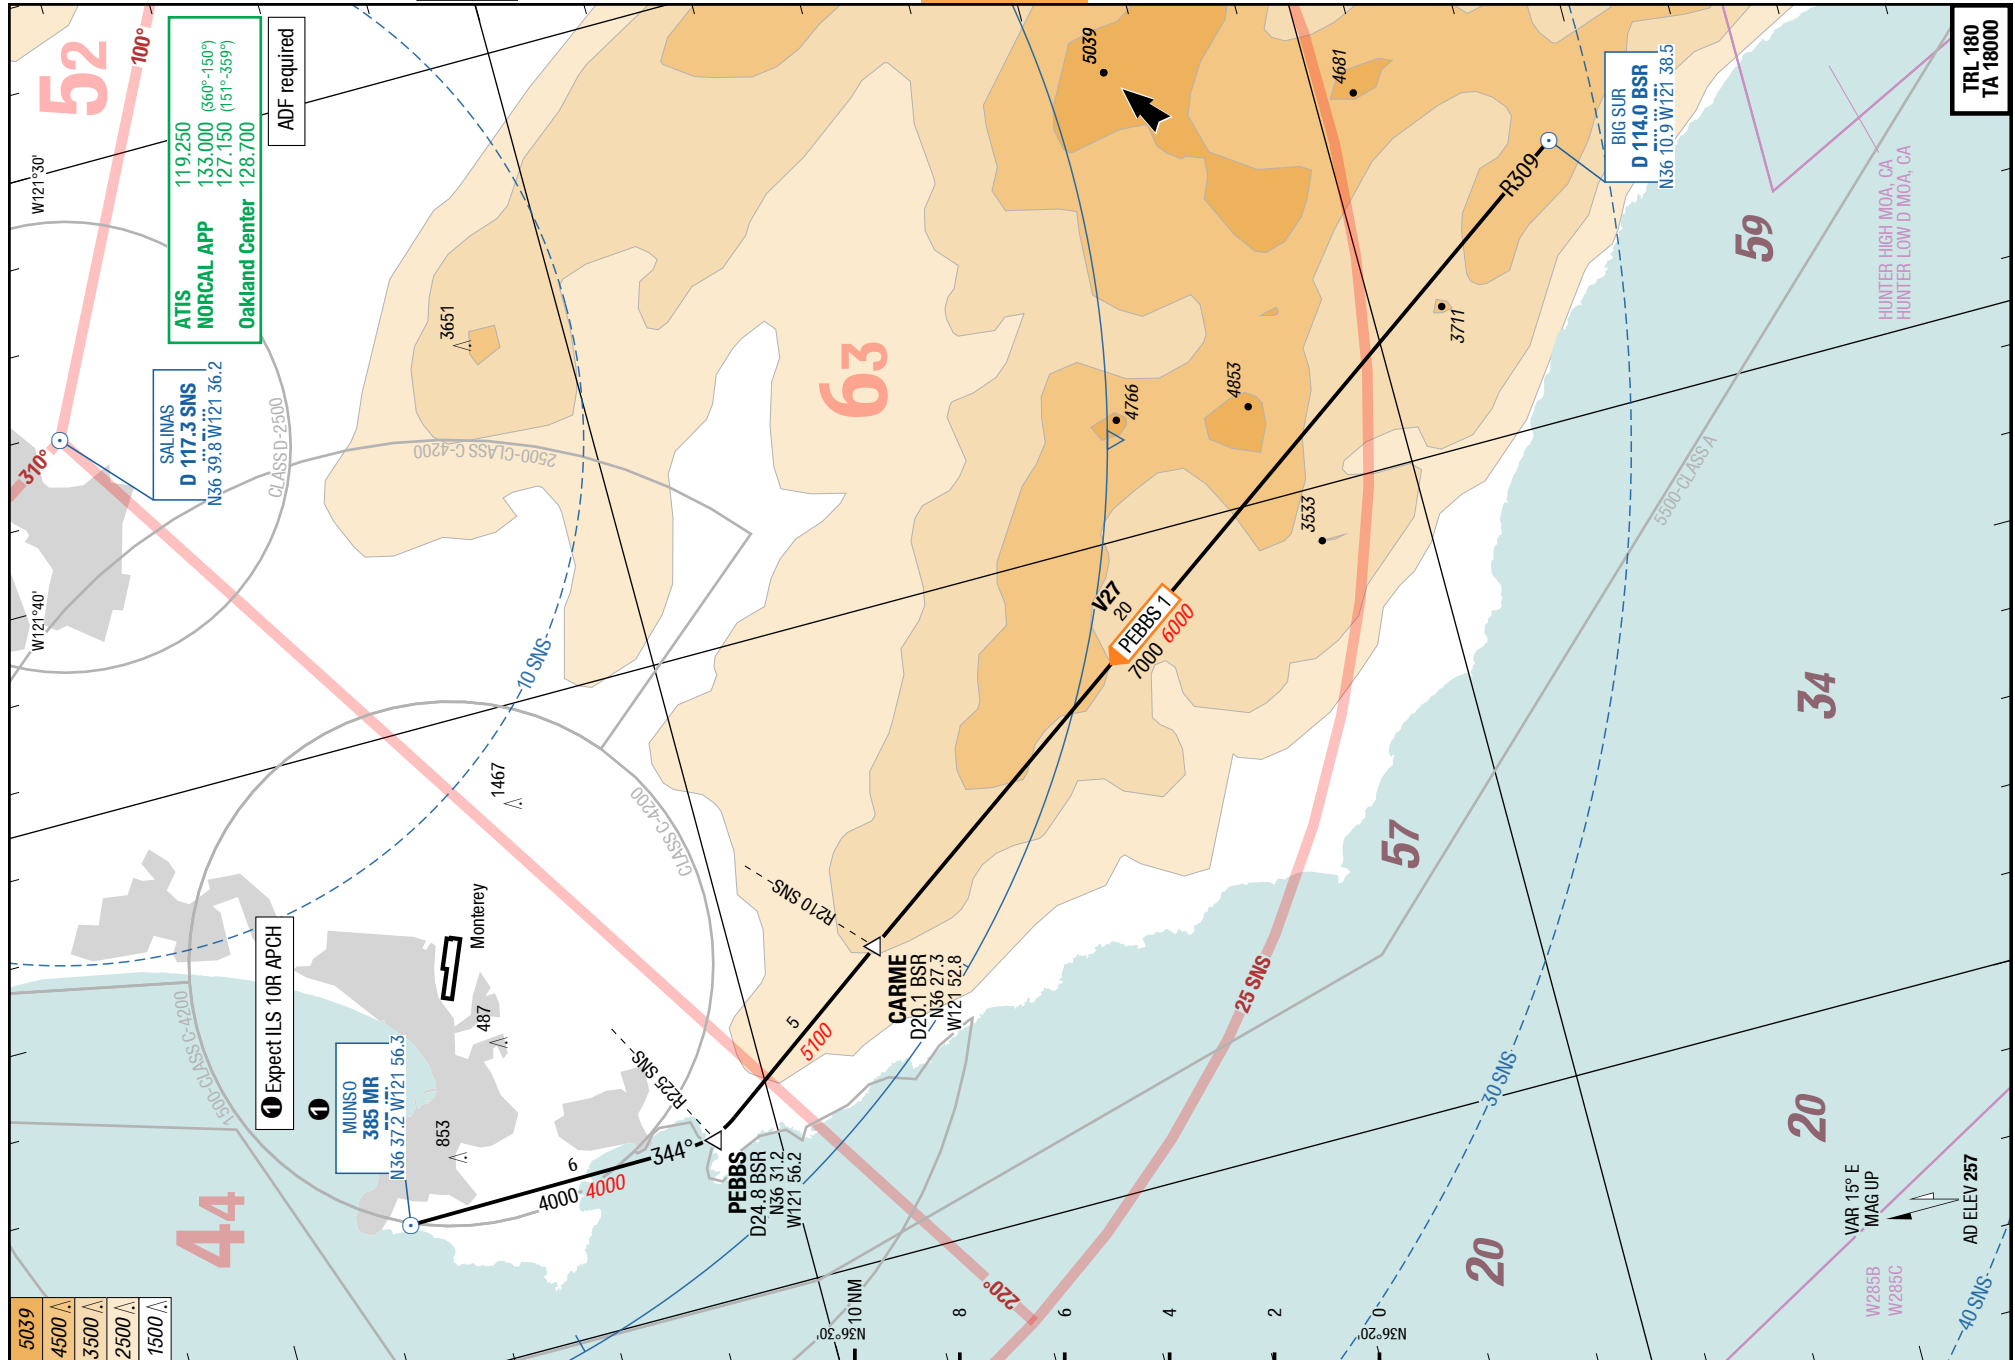 5039
4500
3500
2500
1500
44
MUNSO
385 MR
N36 37.2 W121 56.3
1
1 Expect ILS 10R APCH
853
487
Monterey
1467
1500-CLASS C-4200
CLASS C-4200
4000 4000
6
344°
R225 SNS
PEBBS
D24.8 BSR
N36 31.2
W121 56.2
5
5100
R210 SNS
CARME
D20.1 BSR
N36 27.3
W121 52.8
V27
20
PEBBS 1
7000 6000
R309
BIG SUR
D 114.0 BSR
N36 10.9 W121 38.5
SALINAS
D 117.3 SNS
N36 39.8 W121 36.2
CLASS D-2500
2500-CLASS C-4200
310°
100°
220°
52
63
59
57
34
20
20
ATIS 119.250
NORCAL APP 133.000 (360°-150°)
127.150 (151°-359°)
Oakland Center 128.700
ADF required
W121°30'
W121°40'
3651
5039
4681
4766
4853
3533
3711
10 SNS
25 SNS
30 SNS
40 SNS
5500-CLASS A
HUNTER HIGH MOA, CA
HUNTER LOW D MOA, CA
TRL 180
TA 18000
N36°30'
N36°20'
10 NM
8
6
4
2
0
VAR 15° E
MAG UP
AD ELEV 257
W285B
W285C